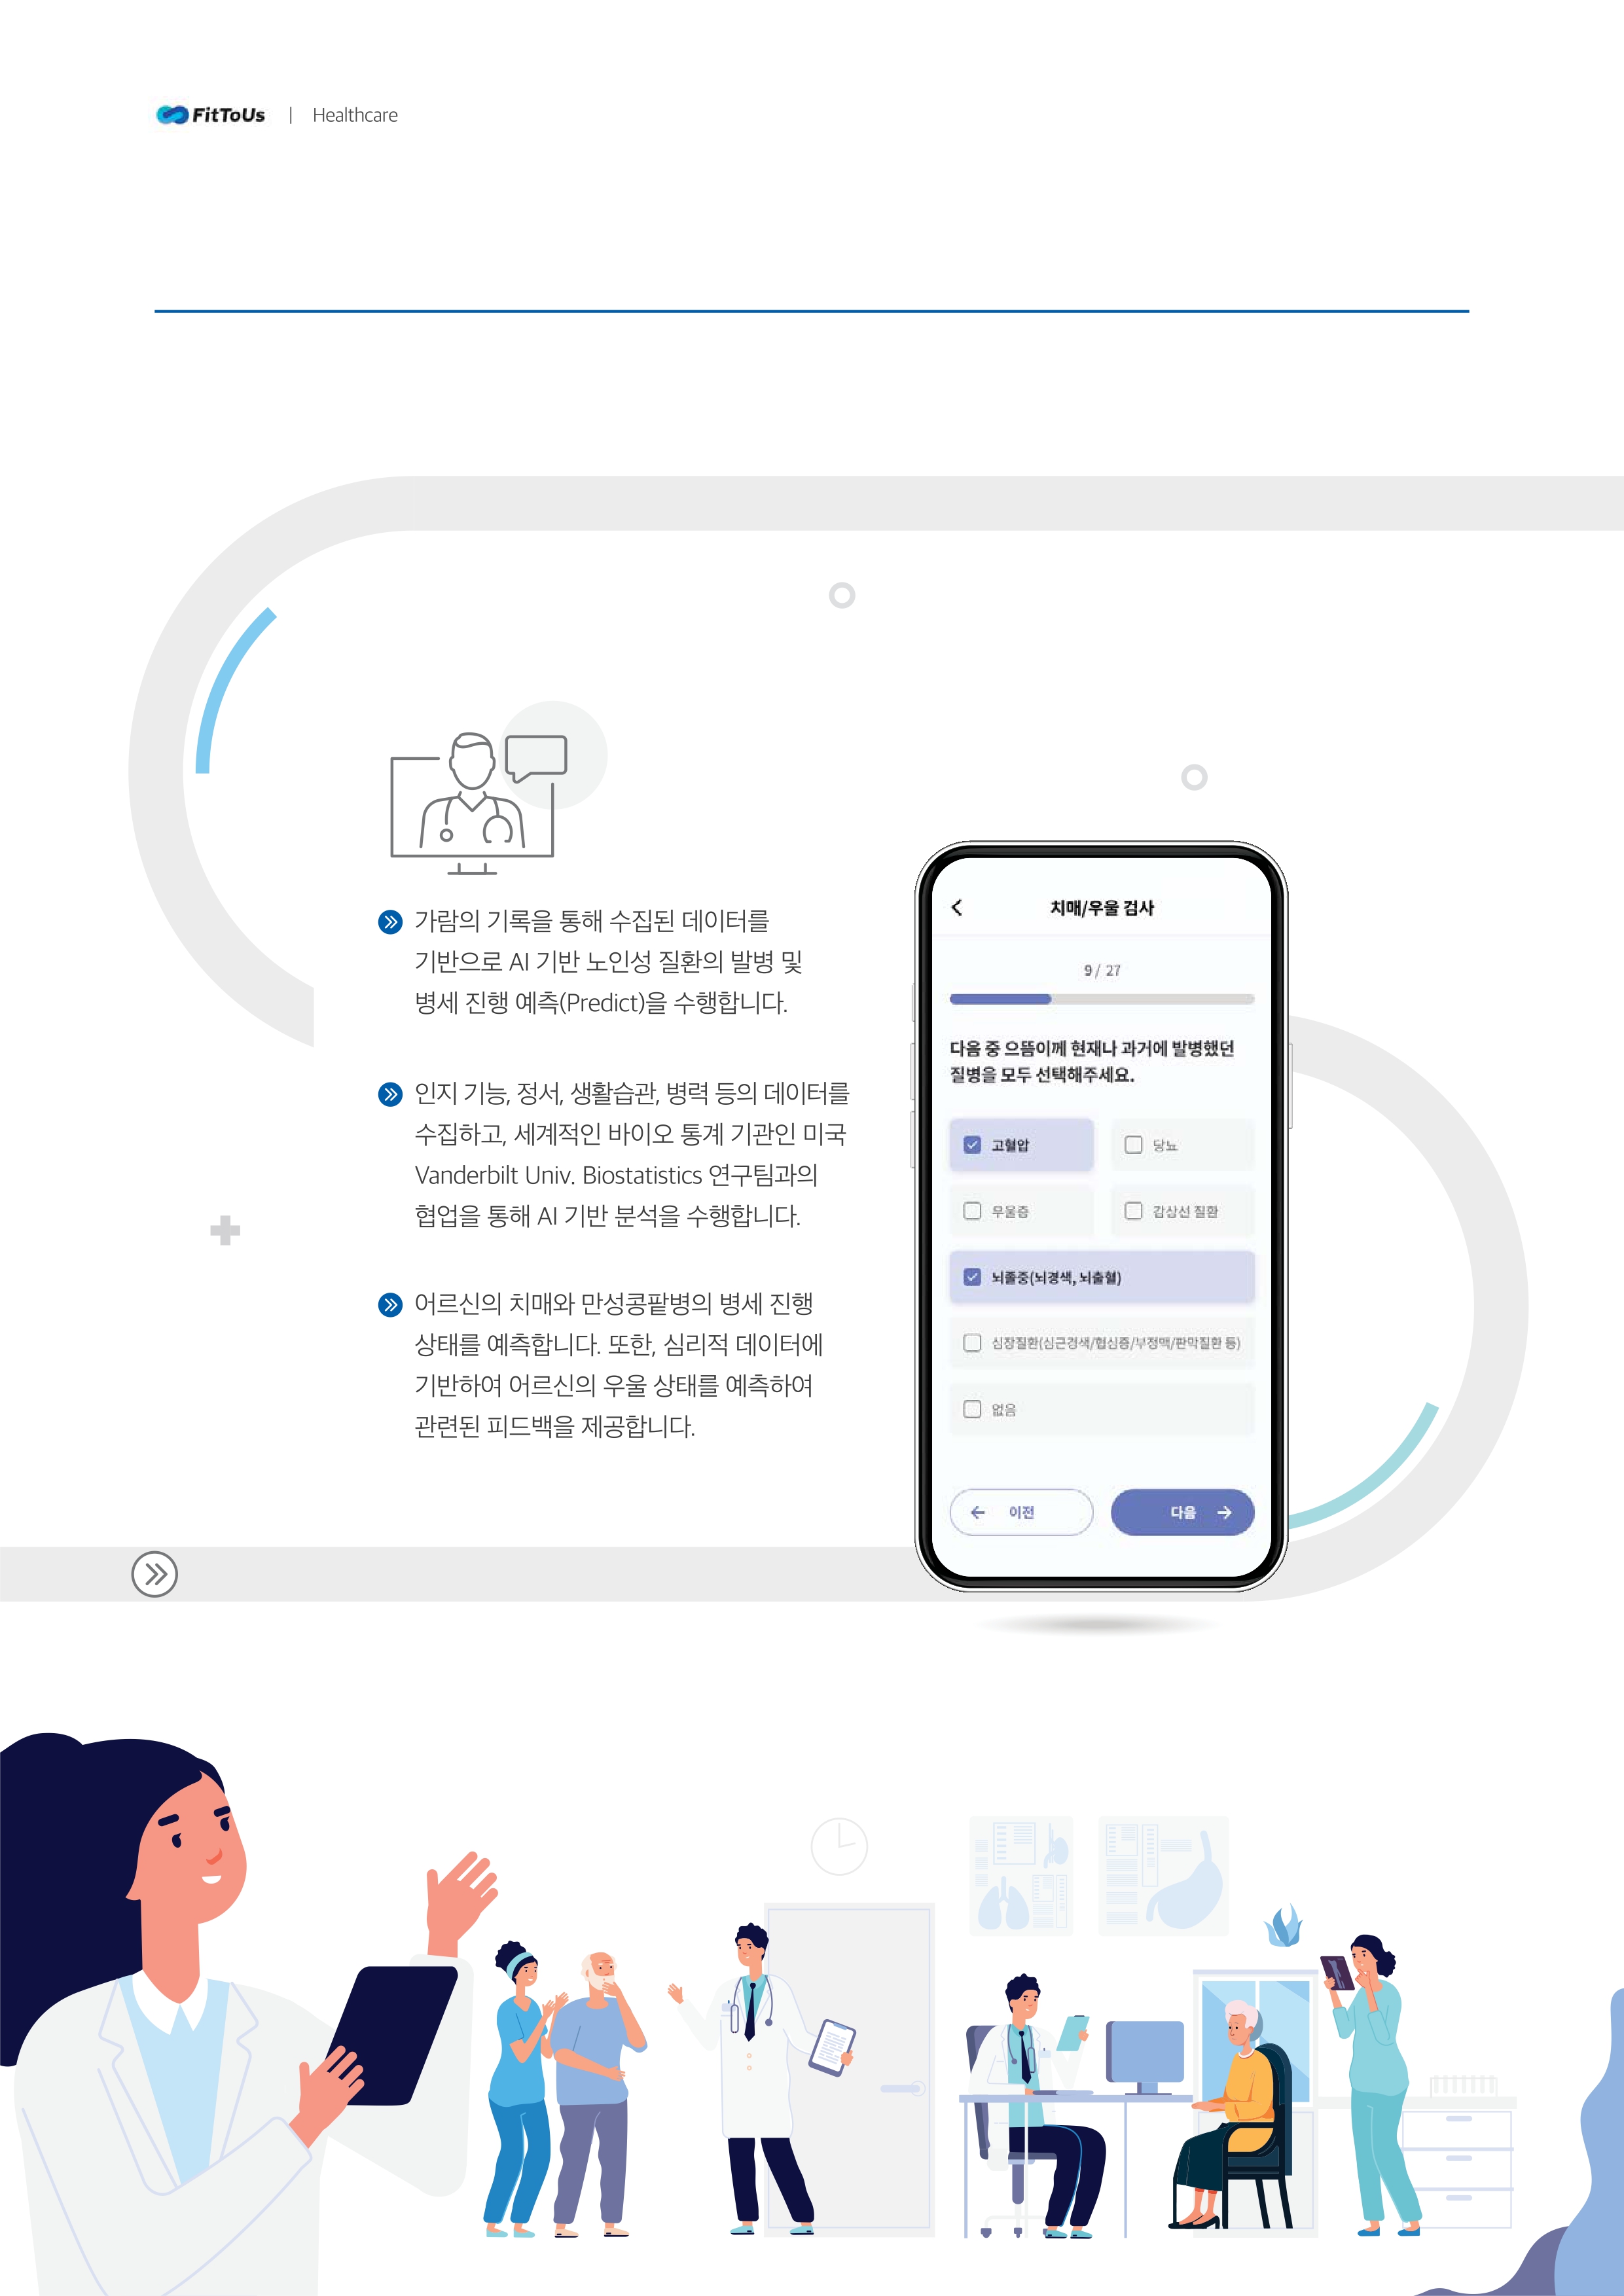 FitToUs | Healthcare
가람의 기록을 통해 수집된 데이터를
기반으로 AI 기반 노인성 질환의 발병 및
병세 진행 예측(Predict)을 수행합니다.
인지 기능, 정서, 생활습관, 병력 등의 데이터를
수집하고, 세계적인 바이오 통계 기관인 미국
Vanderbilt Univ. Biostatistics 연구팀과의
협업을 통해 AI 기반 분석을 수행합니다.
어르신의 치매와 만성콩팥병의 병세 진행
상태를 예측합니다. 또한, 심리적 데이터에
기반하여 어르신의 우울 상태를 예측하여
관련된 피드백을 제공합니다.
치매/우울 검사
9 / 27
다음 중 으뜸이께 현재나 과거에 발병했던
질병을 모두 선택해주세요.
고혈압
당뇨
우울증
갑상선 질환
뇌졸중(뇌경색, 뇌출혈)
심장질환(심근경색/협심증/부정맥/판막질환 등)
없음
이전
다음